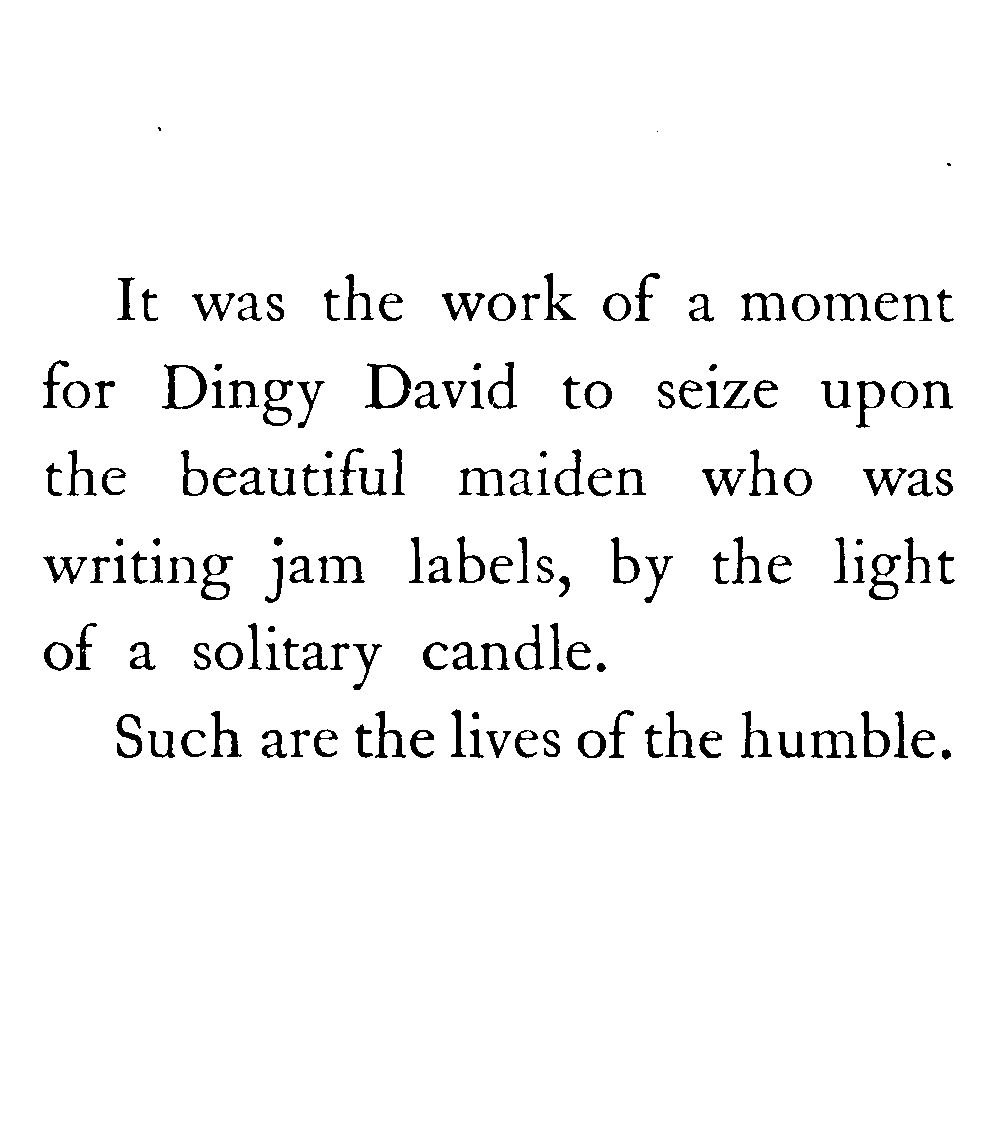 It was the work of a moment
for Dingy David to seize upon
the beautiful maiden who was
writing jam labels, by the light
of a solitary candle.
Such are the lives of the humble.